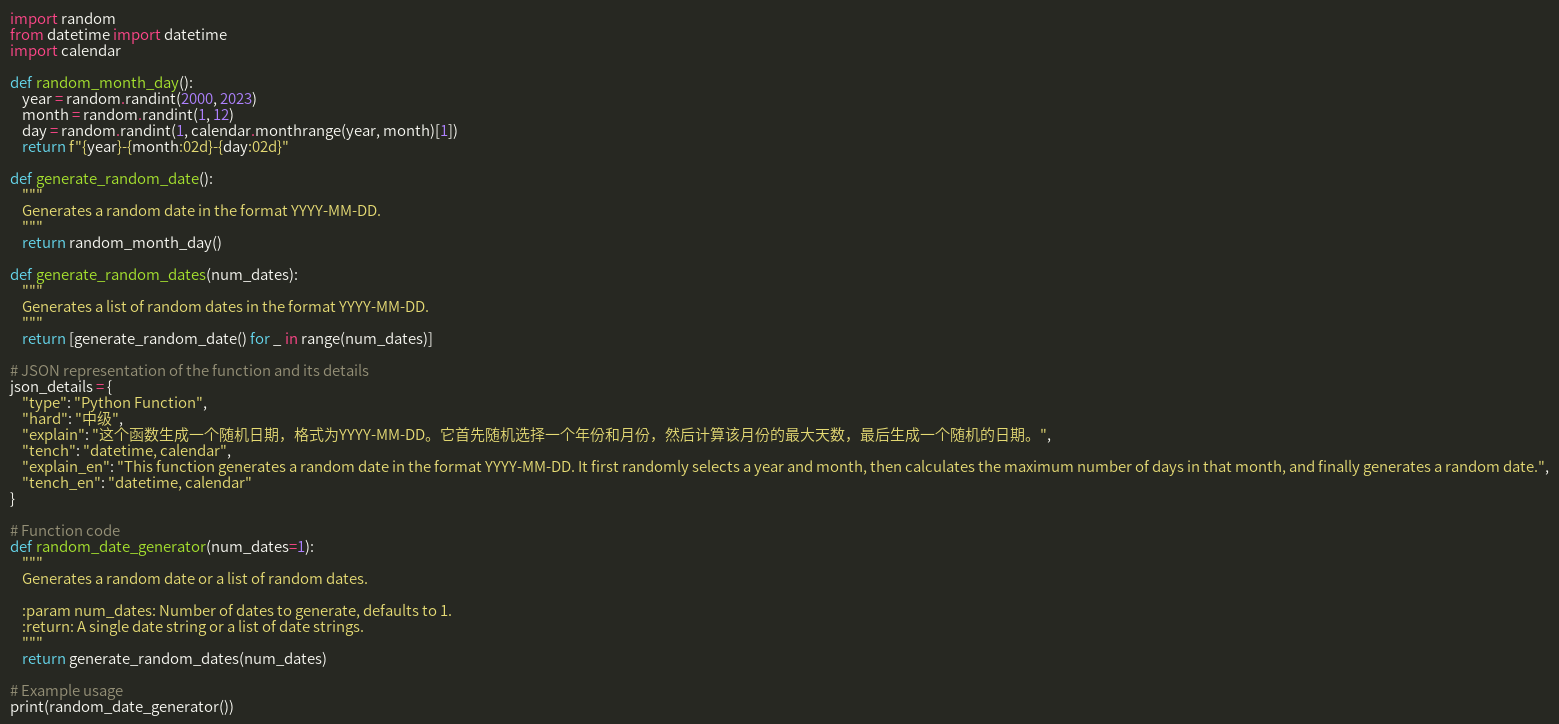 import random
from datetime import datetime
import calendar

def random_month_day():
    year = random.randint(2000, 2023)
    month = random.randint(1, 12)
    day = random.randint(1, calendar.monthrange(year, month)[1])
    return f"{year}-{month:02d}-{day:02d}"

def generate_random_date():
    """
    Generates a random date in the format YYYY-MM-DD.
    """
    return random_month_day()

def generate_random_dates(num_dates):
    """
    Generates a list of random dates in the format YYYY-MM-DD.
    """
    return [generate_random_date() for _ in range(num_dates)]

# JSON representation of the function and its details
json_details = {
    "type": "Python Function",
    "hard": "中级",
    "explain": "这个函数生成一个随机日期，格式为YYYY-MM-DD。它首先随机选择一个年份和月份，然后计算该月份的最大天数，最后生成一个随机的日期。",
    "tench": "datetime, calendar",
    "explain_en": "This function generates a random date in the format YYYY-MM-DD. It first randomly selects a year and month, then calculates the maximum number of days in that month, and finally generates a random date.",
    "tench_en": "datetime, calendar"
}

# Function code
def random_date_generator(num_dates=1):
    """
    Generates a random date or a list of random dates.

    :param num_dates: Number of dates to generate, defaults to 1.
    :return: A single date string or a list of date strings.
    """
    return generate_random_dates(num_dates)

# Example usage
print(random_date_generator())